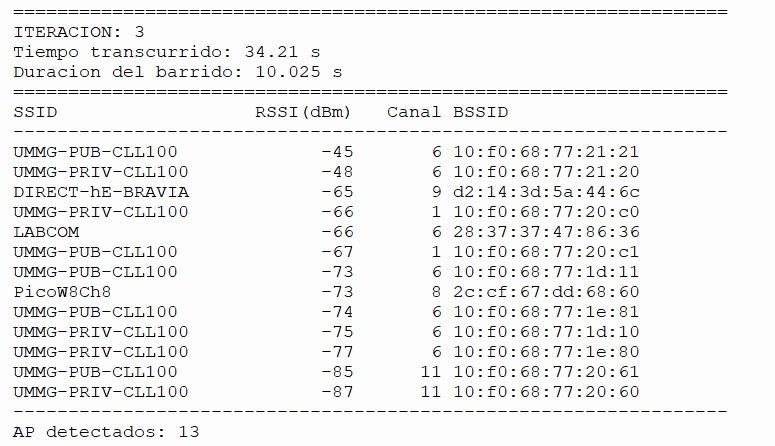 =================================================================
ITERACION: 3
Tiempo transcurrido: 34.21 s
Duracion del barrido: 10.025 s
=================================================================
SSID                  RSSI(dBm)   Canal BSSID
-----------------------------------------------------------------
UMMG-PUB-CLL100             -45       6 10:f0:68:77:21:21
UMMG-PRIV-CLL100            -48       6 10:f0:68:77:21:20
DIRECT-hE-BRAVIA            -65       9 d2:14:3d:5a:44:6c
UMMG-PRIV-CLL100            -66       1 10:f0:68:77:20:c0
LABCOM                      -66       6 28:37:37:47:86:36
UMMG-PUB-CLL100             -67       1 10:f0:68:77:20:c1
UMMG-PUB-CLL100             -73       6 10:f0:68:77:1d:11
PicoW8Ch8                   -73       8 2c:cf:67:dd:68:60
UMMG-PUB-CLL100             -74       6 10:f0:68:77:1e:81
UMMG-PRIV-CLL100            -75       6 10:f0:68:77:1d:10
UMMG-PRIV-CLL100            -77       6 10:f0:68:77:1e:80
UMMG-PUB-CLL100             -85      11 10:f0:68:77:20:61
UMMG-PRIV-CLL100            -87      11 10:f0:68:77:20:60
-----------------------------------------------------------------
AP detectados: 13